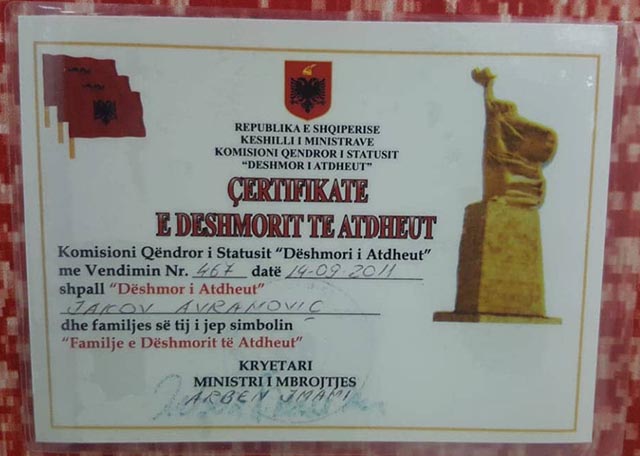 REPUBLIKA E SHQIPERISE
KESHILLI I MINISTRAVE
KOMISIONI QENDROR I STATUSIT
"DESHMOR I ATDHEUT"
ÇERTIFIKATE
E DESHMORIT TE ATDHEUT
Komisioni Qëndror i Statusit "Dëshmori i Atdheut"
me Vendimin Nr. 467 datë 14-09-2011
shpall "Dëshmor i Atdheut"
JAKOV AVRAMOVIÇ
dhe familjes së tij i jep simbolin
"Familje e Dëshmorit të Atdheut"
KRYETARI
MINISTRI I MBROJTJES
ARBEN IMAMI